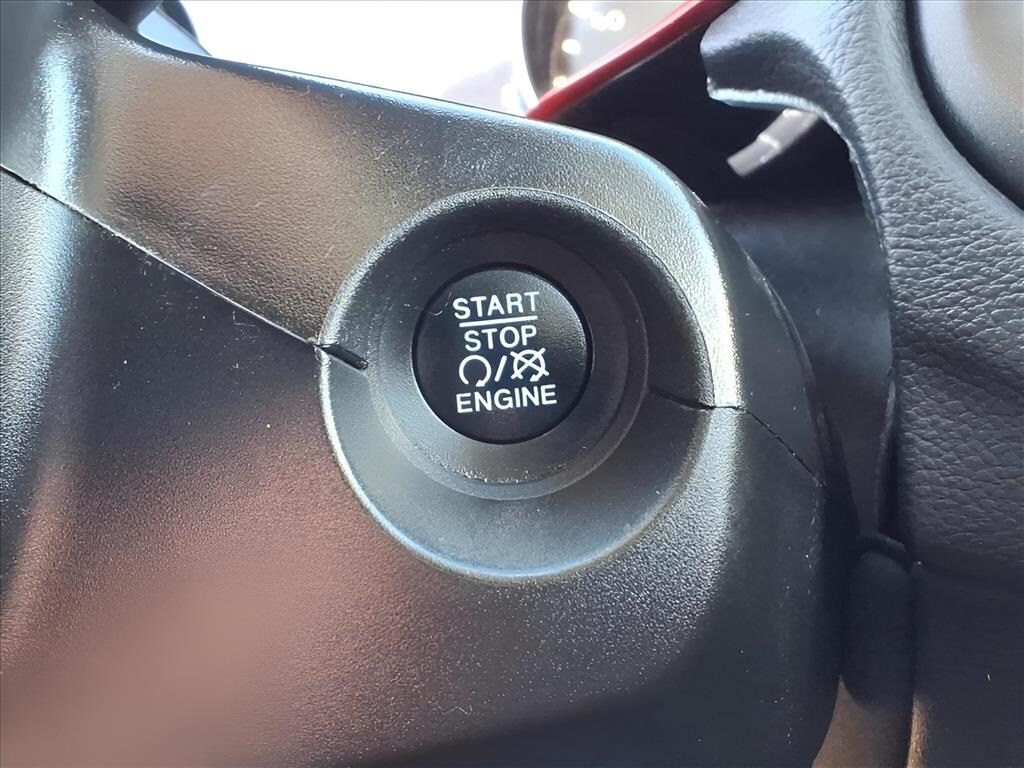 START
STOP
/
ENGINE